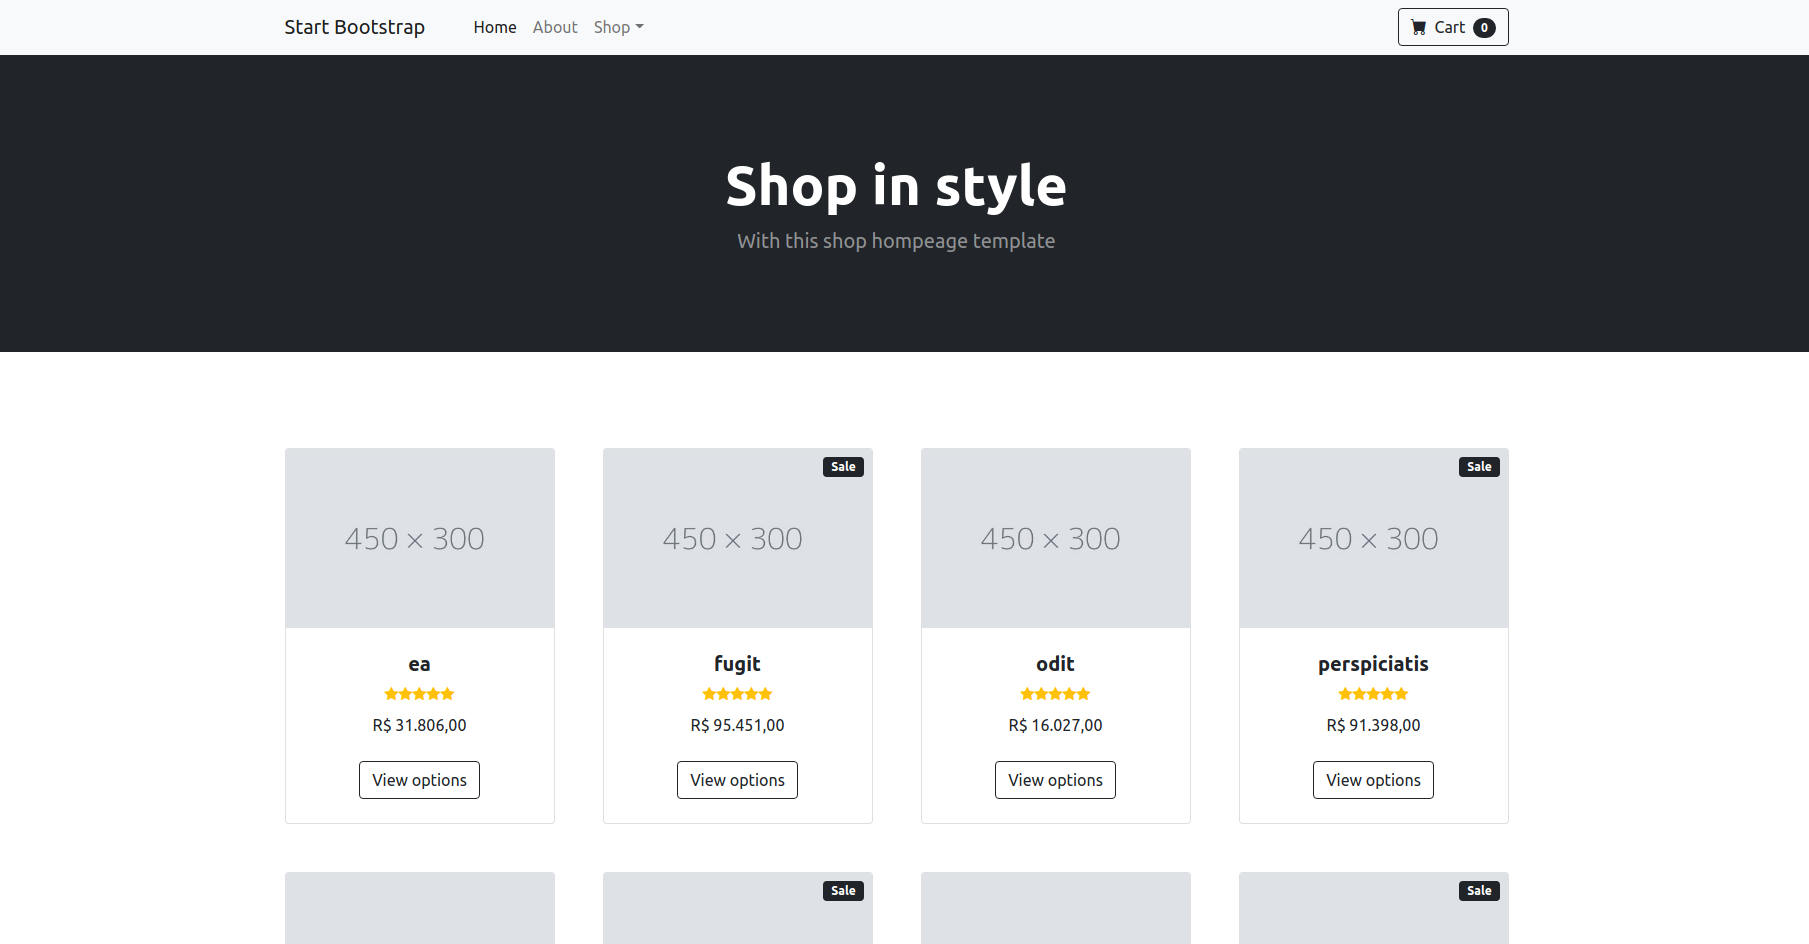 Start Bootstrap Home About Shop Cart 0
Shop in style
With this shop hompeage template
Sale Sale
450 × 300 450 × 300 450 × 300 450 × 300
ea fugit odit perspiciatis
R$ 31.806,00 R$ 95.451,00 R$ 16.027,00 R$ 91.398,00
View options View options View options View options
Sale Sale